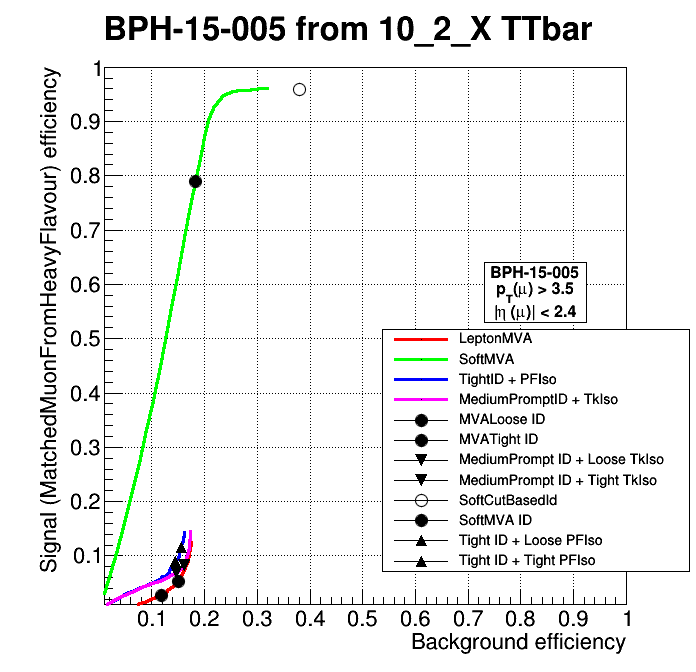 BPH-15-005 from 10_2_X TTbar
Signal (MatchedMuonFromHeavyFlavour) efficiency
1
0.9
0.8
0.7
0.6
0.5
0.4
0.3
0.2
0.1
BPH-15-005
p_T(μ) > 3.5
|η (μ)| < 2.4
LeptonMVA
SoftMVA
TightID + PFIso
MediumPromptID + TkIso
MVALoose ID
MVATight ID
MediumPrompt ID + Loose TkIso
MediumPrompt ID + Tight TkIso
SoftCutBasedId
SoftMVA ID
Tight ID + Loose PFIso
Tight ID + Tight PFIso
0.1 0.2 0.3 0.4 0.5 0.6 0.7 0.8 0.9 1
Background efficiency